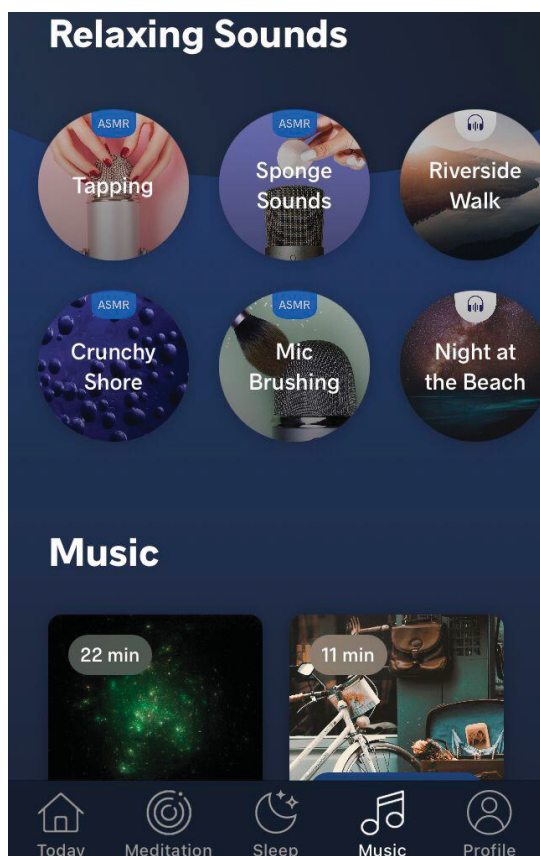 Relaxing Sounds
ASMR
Tapping
ASMR
Sponge
Sounds
Riverside
Walk
ASMR
Crunchy
Shore
ASMR
Mic
Brushing
Night at
the Beach
Music
22 min
11 min
Today
Meditation
Sleep
Music
Profile